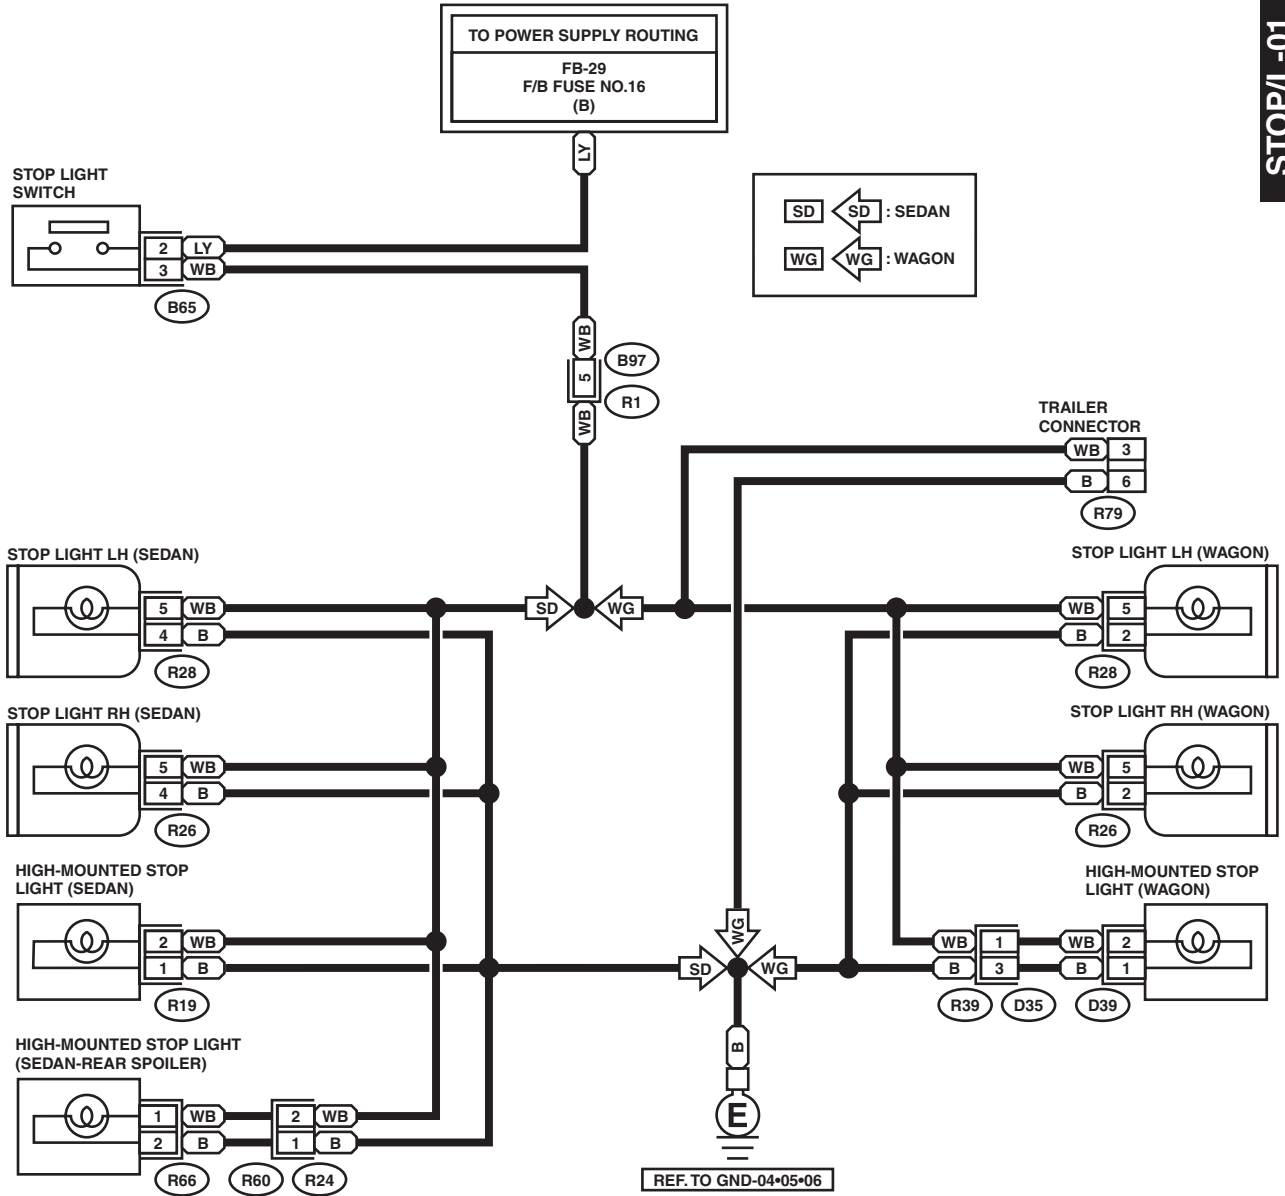 STOP/L-01
TO POWER SUPPLY ROUTING
FB-29
F/B FUSE NO.16
(B)
LY
STOP LIGHT
SWITCH
2 LY
3 WB
B65
SD SD : SEDAN
WG WG : WAGON
WB
5
B97
R1
WB
TRAILER
CONNECTOR
WB 3
B 6
R79
STOP LIGHT LH (SEDAN)
5 WB
4 B
R28
SD WG
STOP LIGHT LH (WAGON)
WB 5
B 2
R28
STOP LIGHT RH (SEDAN)
5 WB
4 B
R26
STOP LIGHT RH (WAGON)
WB 5
B 2
R26
HIGH-MOUNTED STOP
LIGHT (SEDAN)
2 WB
1 B
R19
WG
SD WG
HIGH-MOUNTED STOP
LIGHT (WAGON)
WB 1 WB 2
B 3 B 1
R39 D35 D39
HIGH-MOUNTED STOP LIGHT
(SEDAN-REAR SPOILER)
1 WB 2 WB
2 B 1 B
R66 R60 R24
B
E
REF. TO GND-04•05•06